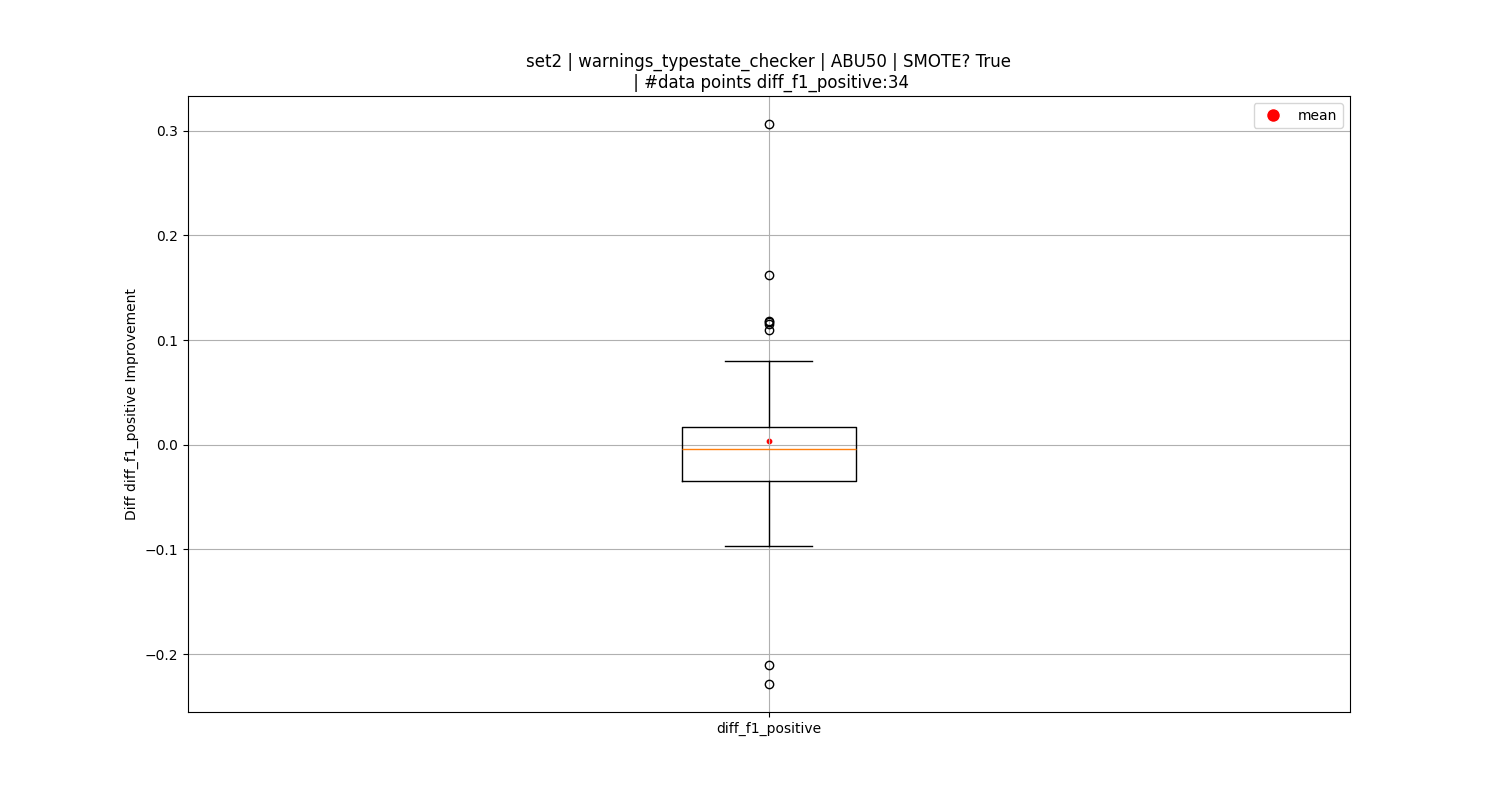 set2 | warnings_typestate_checker | ABU50 | SMOTE? True
| #data points diff_f1_positive:34
mean
0.3
0.2
0.1
0.0
−0.1
−0.2
Diff diff_f1_positive Improvement
diff_f1_positive